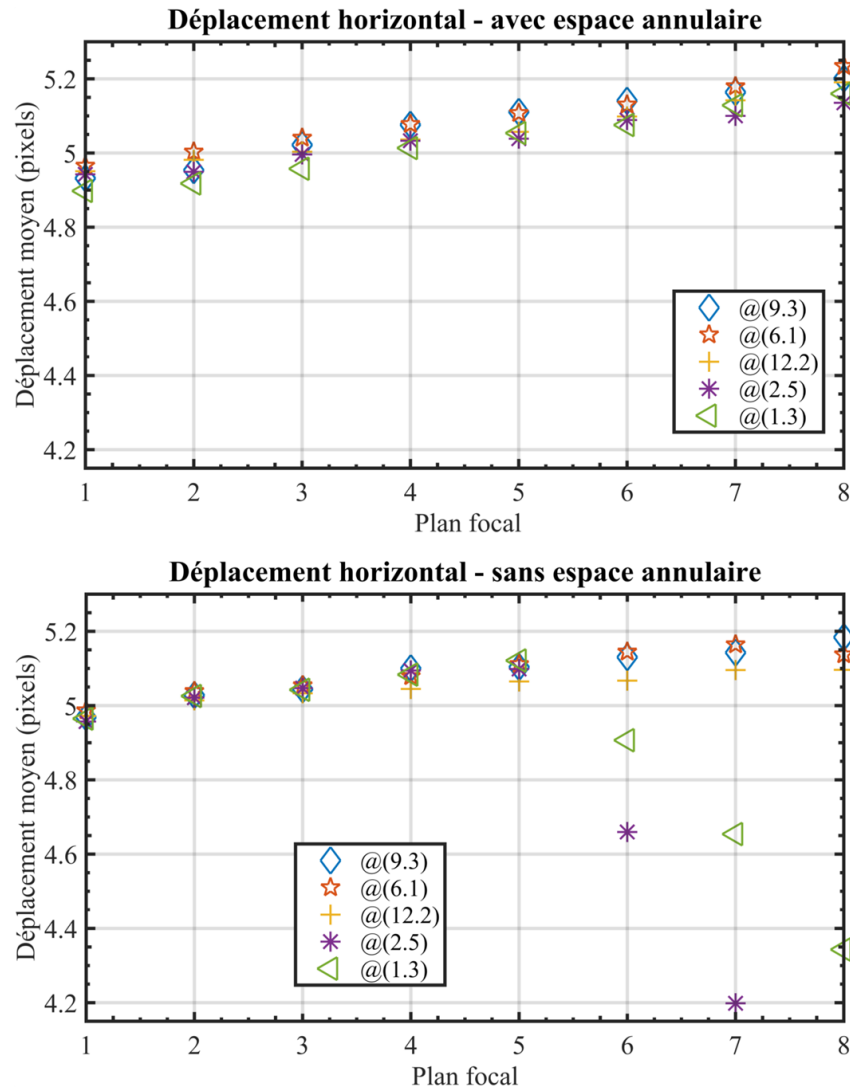 Déplacement horizontal - avec espace annulaire
Déplacement moyen (pixels)
5.2
5
4.8
4.6
4.4
4.2
@(9.3)
@(6.1)
@(12.2)
@(2.5)
@(1.3)
1 2 3 4 5 6 7 8
Plan focal
Déplacement horizontal - sans espace annulaire
Déplacement moyen (pixels)
5.2
5
4.8
4.6
4.4
4.2
@(9.3)
@(6.1)
@(12.2)
@(2.5)
@(1.3)
1 2 3 4 5 6 7 8
Plan focal